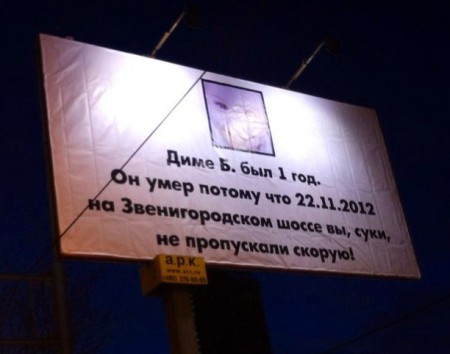 Диме Б. был 1 год.
Он умер потому что 22.11.2012
на Звенигородском шоссе вы, суки,
не пропускали скорую!
а.р.к.